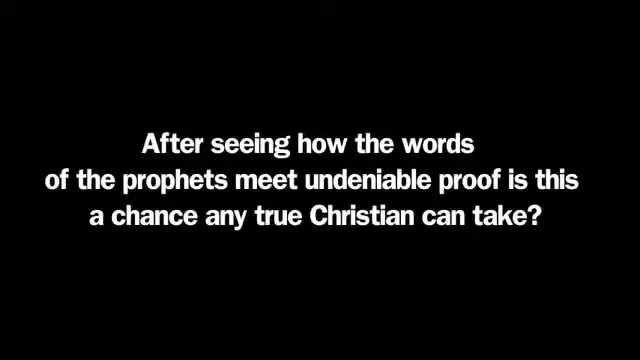 After seeing how the words
of the prophets meet undeniable proof is this
a chance any true Christian can take?